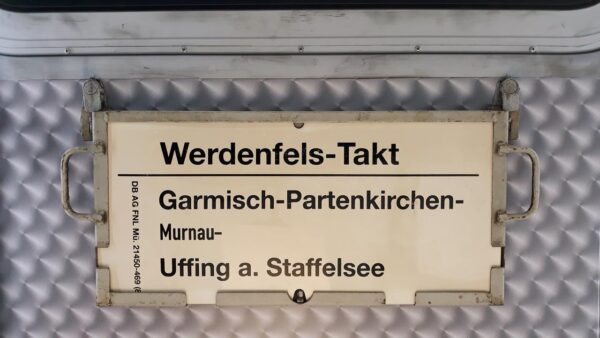 Werdenfels-Takt
Garmisch-Partenkirchen-
Murnau-
Uffing a. Staffelsee
DB AG FNL Mü. 21450-469